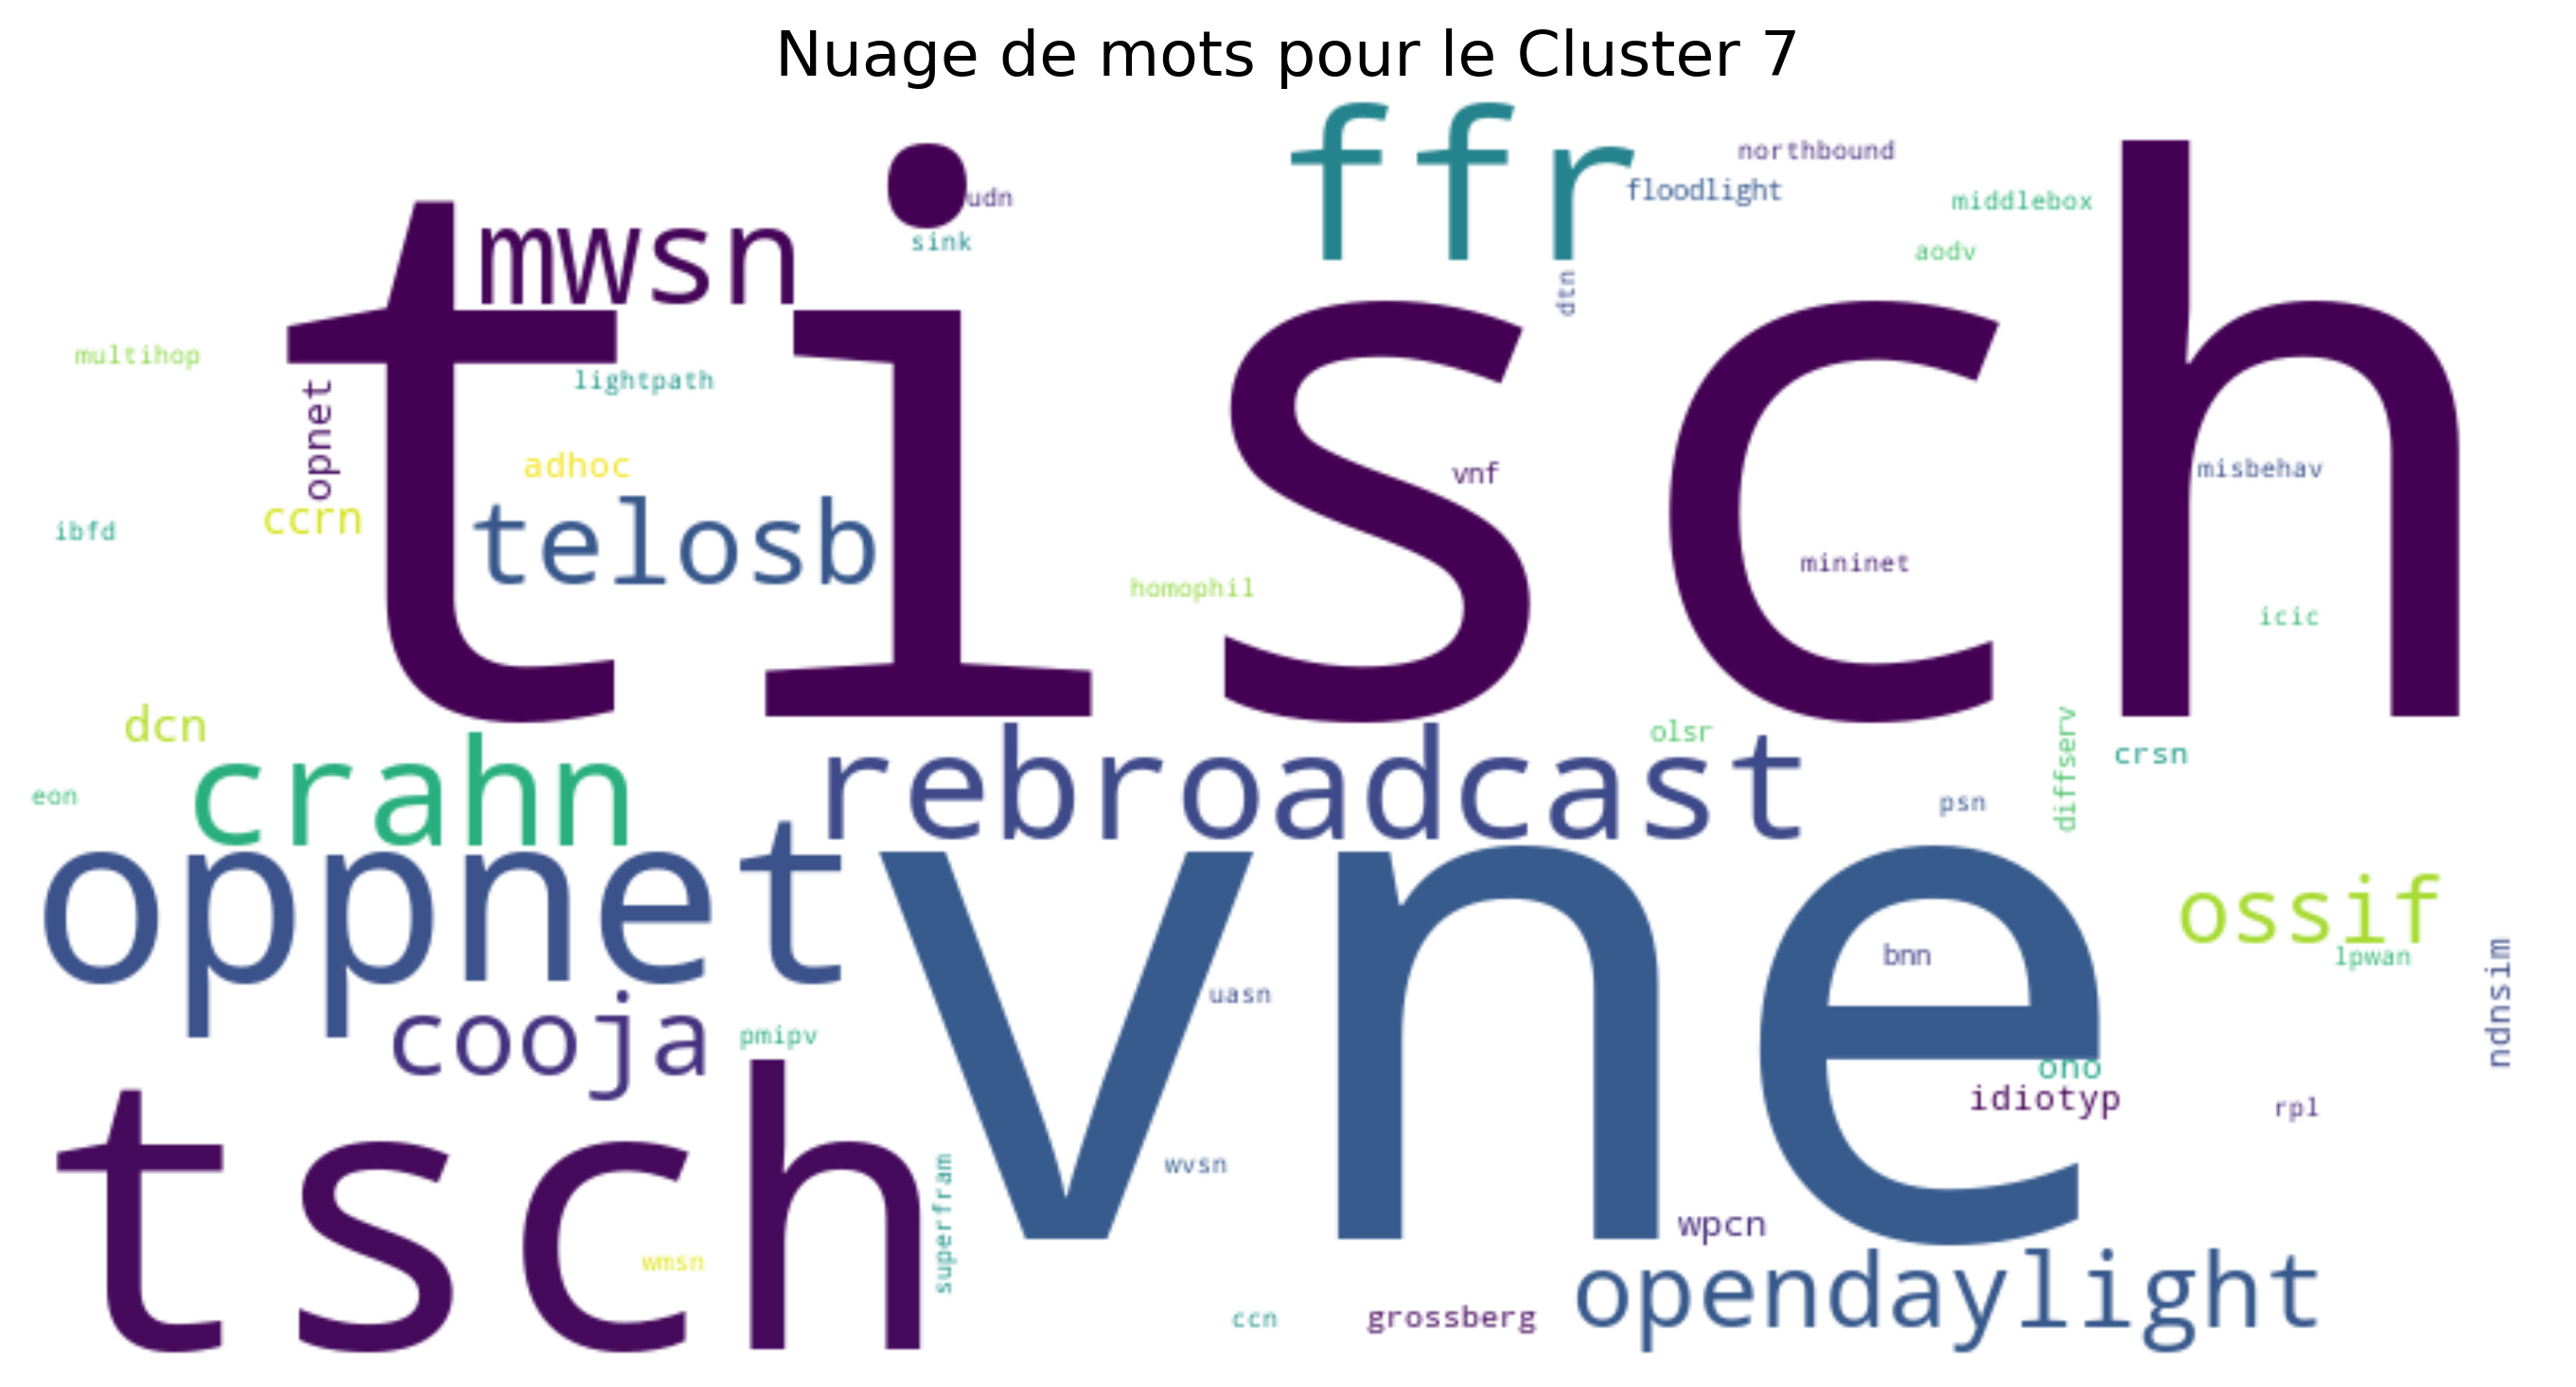 Nuage de mots pour le Cluster 7
ffr
northbound
udn
floodlight
middlebox
mwsn
sink
aodv
dtn
tisch
multihop
lightpath
opnet
adhoc
vnf
misbehav
ccrn
ibfd
telosb
mininet
homophil
icic
dcn
olsr
diffserv
crsn
eon
crahn
rebroadcast
psn
oppnet
vne
ossif
bnn
lpwan
ndnsim
uasn
cooja
pmipv
ono
idiotyp
rpl
tsch
superfram
wvsn
wpcn
wmsn
opendaylight
ccn
grossberg